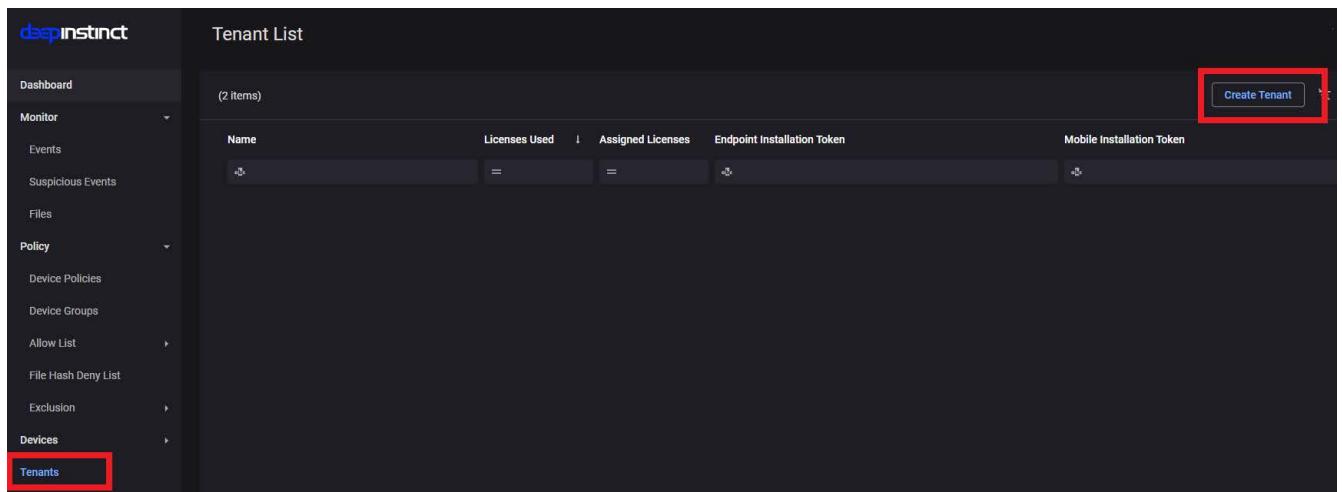 deepinstinct
Tenant List
Dashboard
(2 items)
Create Tenant
Monitor
Name
Licenses Used
Assigned Licenses
Endpoint Installation Token
Mobile Installation Token
Events
=
=
Suspicious Events
Files
Policy
Device Policies
Device Groups
Allow List
File Hash Deny List
Exclusion
Devices
Tenants